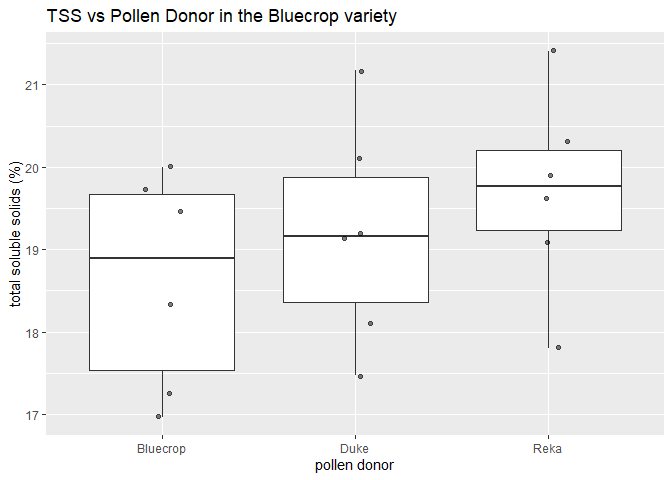 TSS vs Pollen Donor in the Bluecrop variety
total soluble solids (%)
21
20
19
18
17
Bluecrop Duke Reka
pollen donor